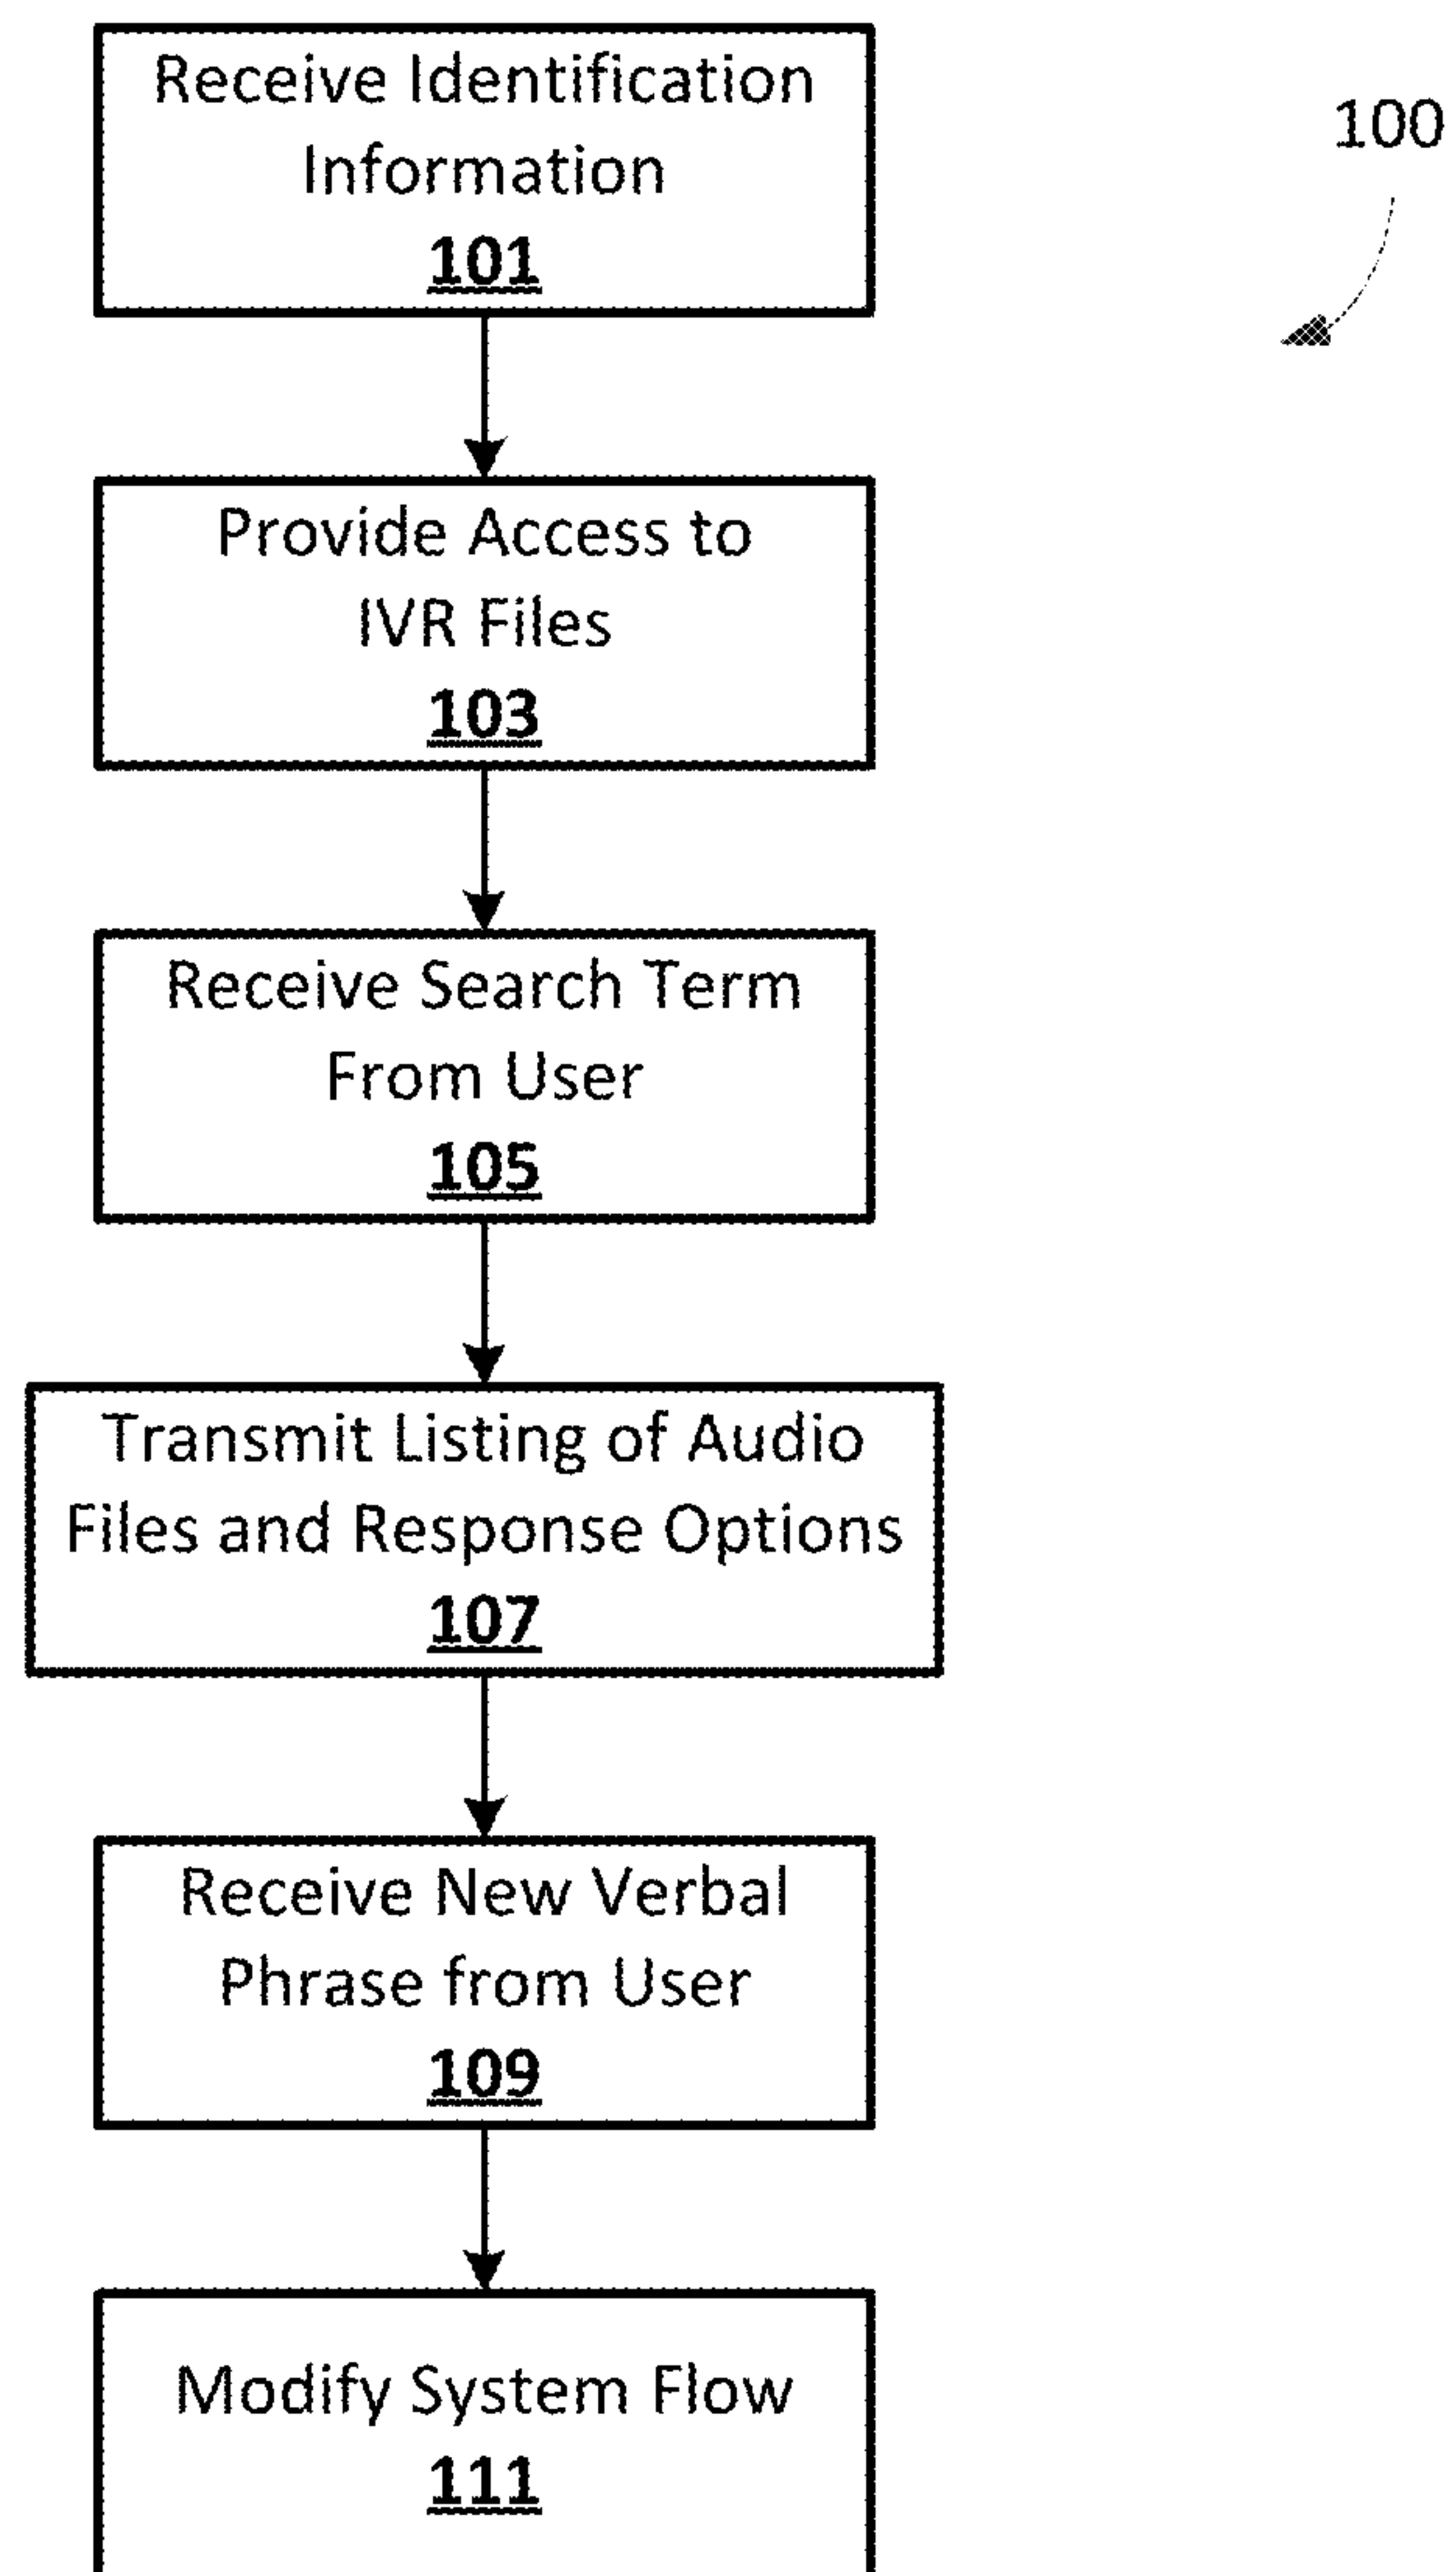 Receive Identification
Information
101
100
Provide Access to
IVR Files
103
Receive Search Term
From User
105
Transmit Listing of Audio
Files and Response Options
107
Receive New Verbal
Phrase from User
109
Modify System Flow
111